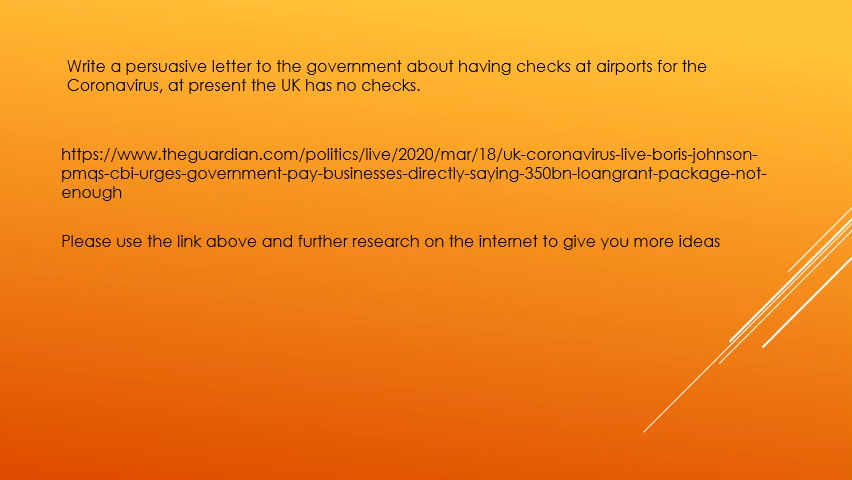 Write a persuasive letter to the government about having checks at airports for the
Coronavirus, at present the UK has no checks.
https://www.theguardian.com/politics/live/2020/mar/18/uk-coronavirus-live-boris-johnson-
pmqs-cbi-urges-government-pay-businesses-directly-saying-350bn-loangrant-package-not-
enough
Please use the link above and further research on the internet to give you more ideas